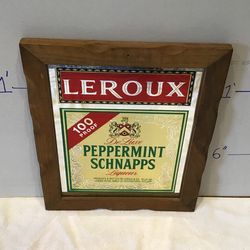 LEROUX
100
PROOF
De Luxe
PEPPERMINT
SCHNAPPS
Liqueur
1'
1'
6"